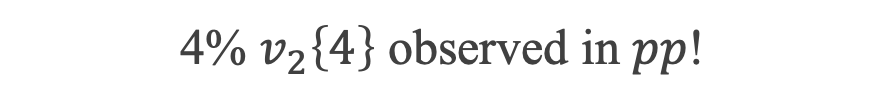 4% v₂{4} observed in pp!